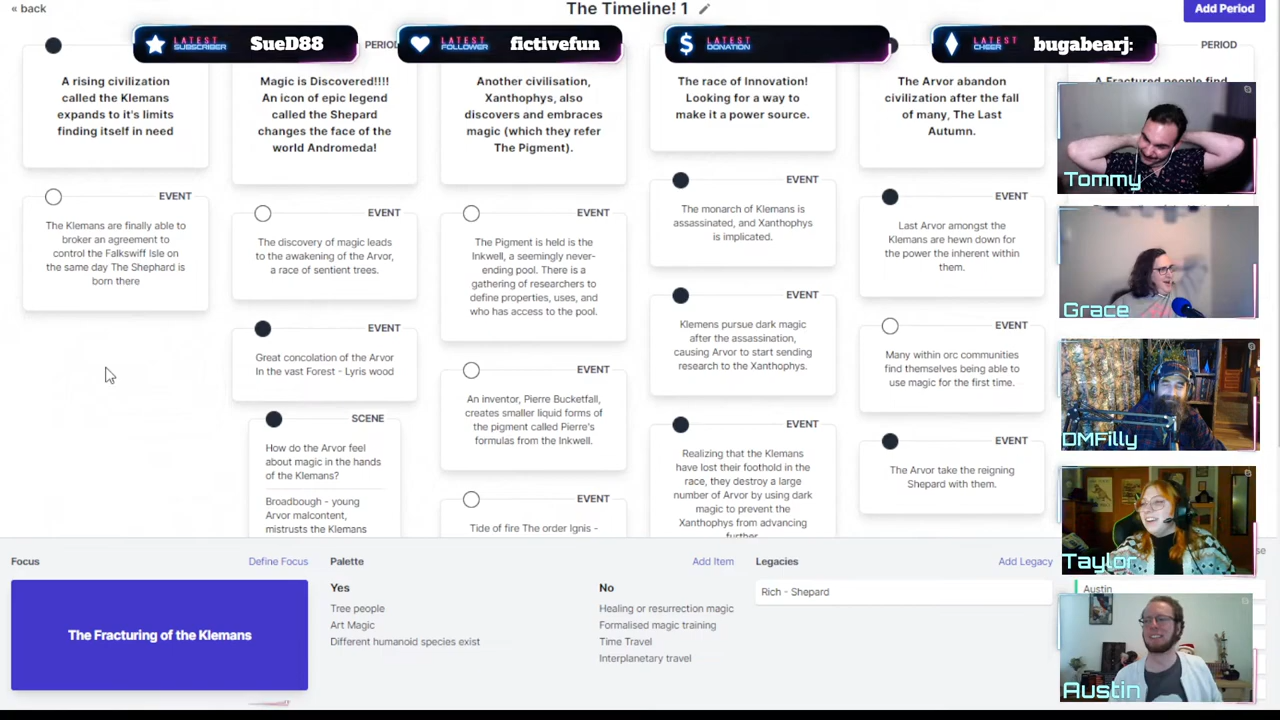 « back
The Timeline! 1
Add Period
LATEST
SUBSCRIBER
SueD88
PERIOD
LATEST
FOLLOWER
fictivefun
LATEST
DONATION
LATEST
CHEER
bugabearj:
PERIOD
A rising civilization
called the Klemans
expands to it's limits
finding itself in need
EVENT
The Klemans are finally able to
broker an agreement to
control the Falkswiff Isle on
the same day The Shephard is
born there
Magic is Discovered!!!!
An icon of epic legend
called the Shepard
changes the face of the
world Andromeda!
EVENT
The discovery of magic leads
to the awakening of the Arvor,
a race of sentient trees.
EVENT
Great concolation of the Arvor
In the vast Forest - Lyris wood
SCENE
How do the Arvor feel
about magic in the hands
of the Klemans?
Broadbough - young
Arvor malcontent,
mistrusts the Klemans
Another civilisation,
Xanthophys, also
discovers and embraces
magic (which they refer
The Pigment).
EVENT
The Pigment is held is the
Inkwell, a seemingly never-
ending pool. There is a
gathering of researchers to
define properties, uses, and
who has access to the pool.
EVENT
An inventor, Pierre Bucketfall,
creates smaller liquid forms of
the pigment called Pierre's
formulas from the Inkwell.
EVENT
Tide of fire The order Ignis -
The race of Innovation!
Looking for a way to
make it a power source.
EVENT
The monarch of Klemans is
assassinated, and Xanthophys
is implicated.
EVENT
Klemens pursue dark magic
after the assassination,
causing Arvor to start sending
research to the Xanthophys.
EVENT
Realizing that the Klemans
have lost their foothold in the
race, they destroy a large
number of Arvor by using dark
magic to prevent the
Xanthophys from advancing
further
The Arvor abandon
civilization after the fall
of many, The Last
Autumn.
EVENT
Last Arvor amongst the
Klemans are hewn down for
the power the inherent within
them.
EVENT
Many within orc communities
find themselves being able to
use magic for the first time.
EVENT
The Arvor take the reigning
Shepard with them.
A Fractured people find
Tommy
Grace
DMFilly
Taylor
Austin
Austin
Focus
Define Focus
The Fracturing of the Klemans
Palette
Add Item
Yes
Tree people
Art Magic
Different humanoid species exist
No
Healing or resurrection magic
Formalised magic training
Time Travel
Interplanetary travel
Legacies
Add Legacy
Rich - Shepard